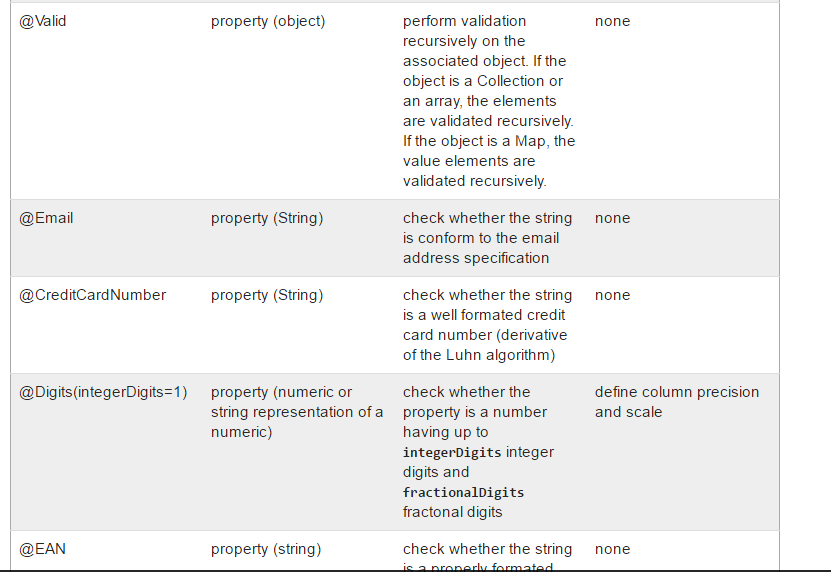 @Valid
property (object)
perform validation
recursively on the
associated object. If the
object is a Collection or
an array, the elements
are validated recursively.
If the object is a Map, the
value elements are
validated recursively.
none
@Email
property (String)
check whether the string
is conform to the email
address specification
none
@CreditCardNumber
property (String)
check whether the string
is a well formated credit
card number (derivative
of the Luhn algorithm)
none
@Digits(integerDigits=1)
property (numeric or
string representation of a
numeric)
check whether the
property is a number
having up to
integerDigits integer
digits and
fractionalDigits
fractonal digits
define column precision
and scale
@EAN
property (string)
check whether the string
is a properly formated
none